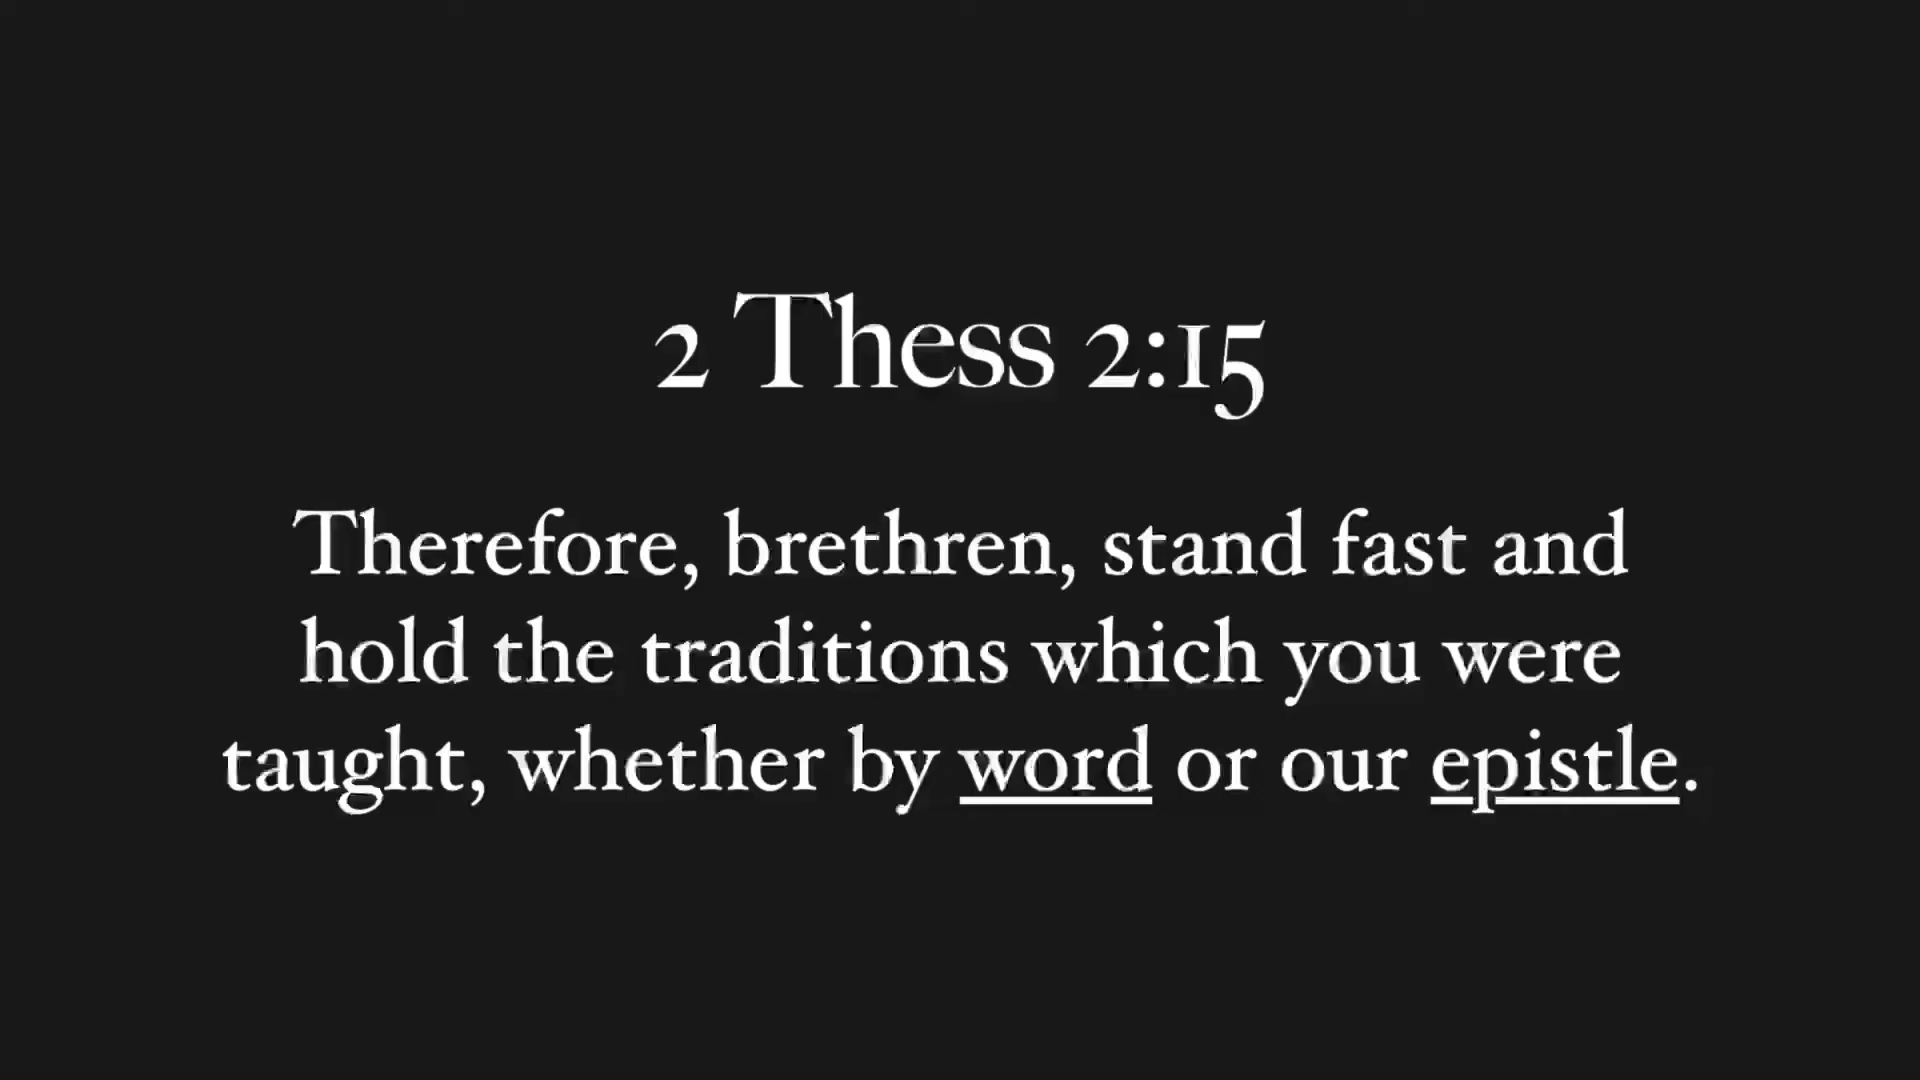 2 Thess 2:15
Therefore, brethren, stand fast and
hold the traditions which you were
taught, whether by word or our epistle.